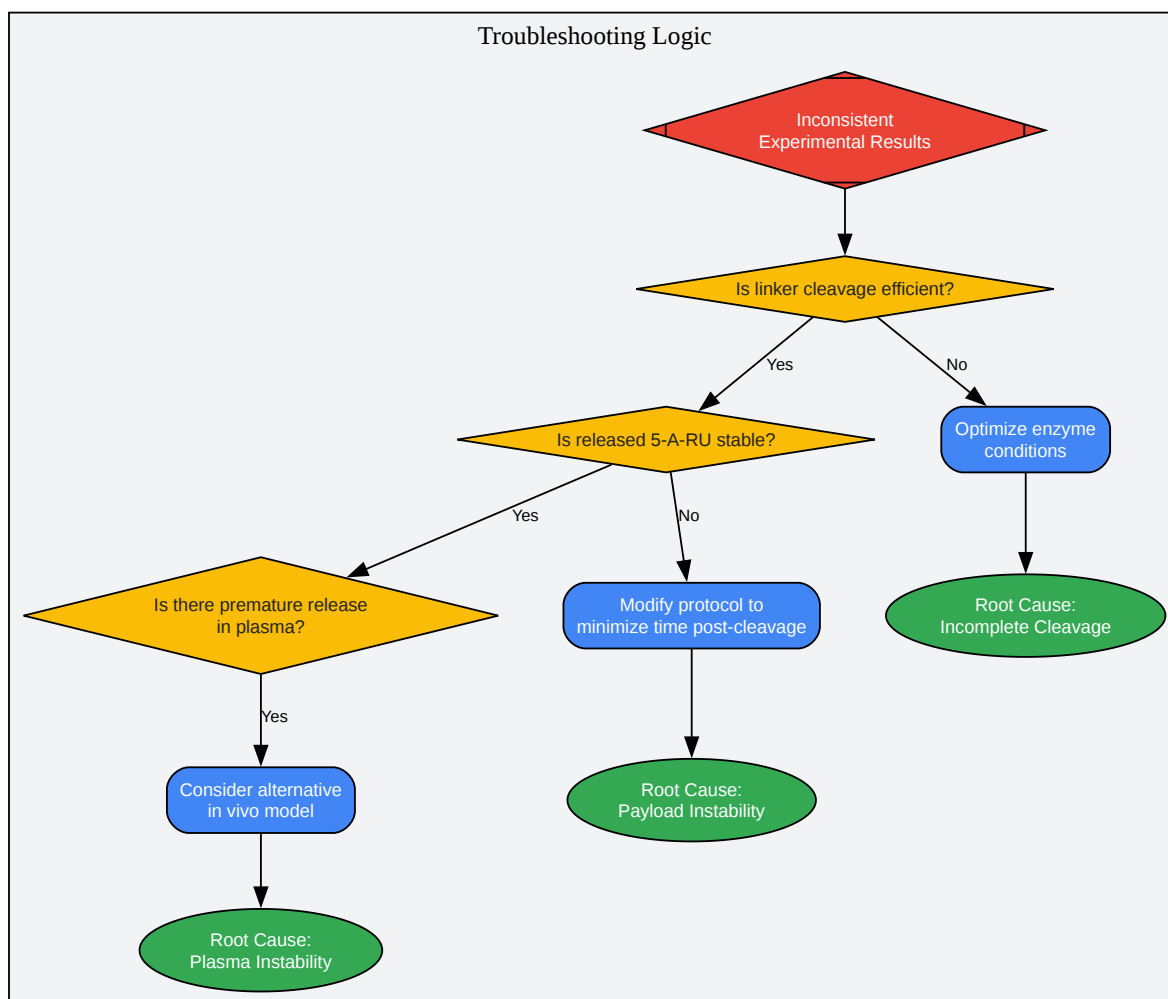 Troubleshooting Logic
Inconsistent
Experimental Results
Is linker cleavage efficient?
Yes
No
Is released 5-A-RU stable?
Optimize enzyme
conditions
Yes
No
Is there premature release
in plasma?
Modify protocol to
minimize time post-cleavage
Root Cause:
Incomplete Cleavage
Yes
Consider alternative
in vivo model
Root Cause:
Payload Instability
Root Cause:
Plasma Instability